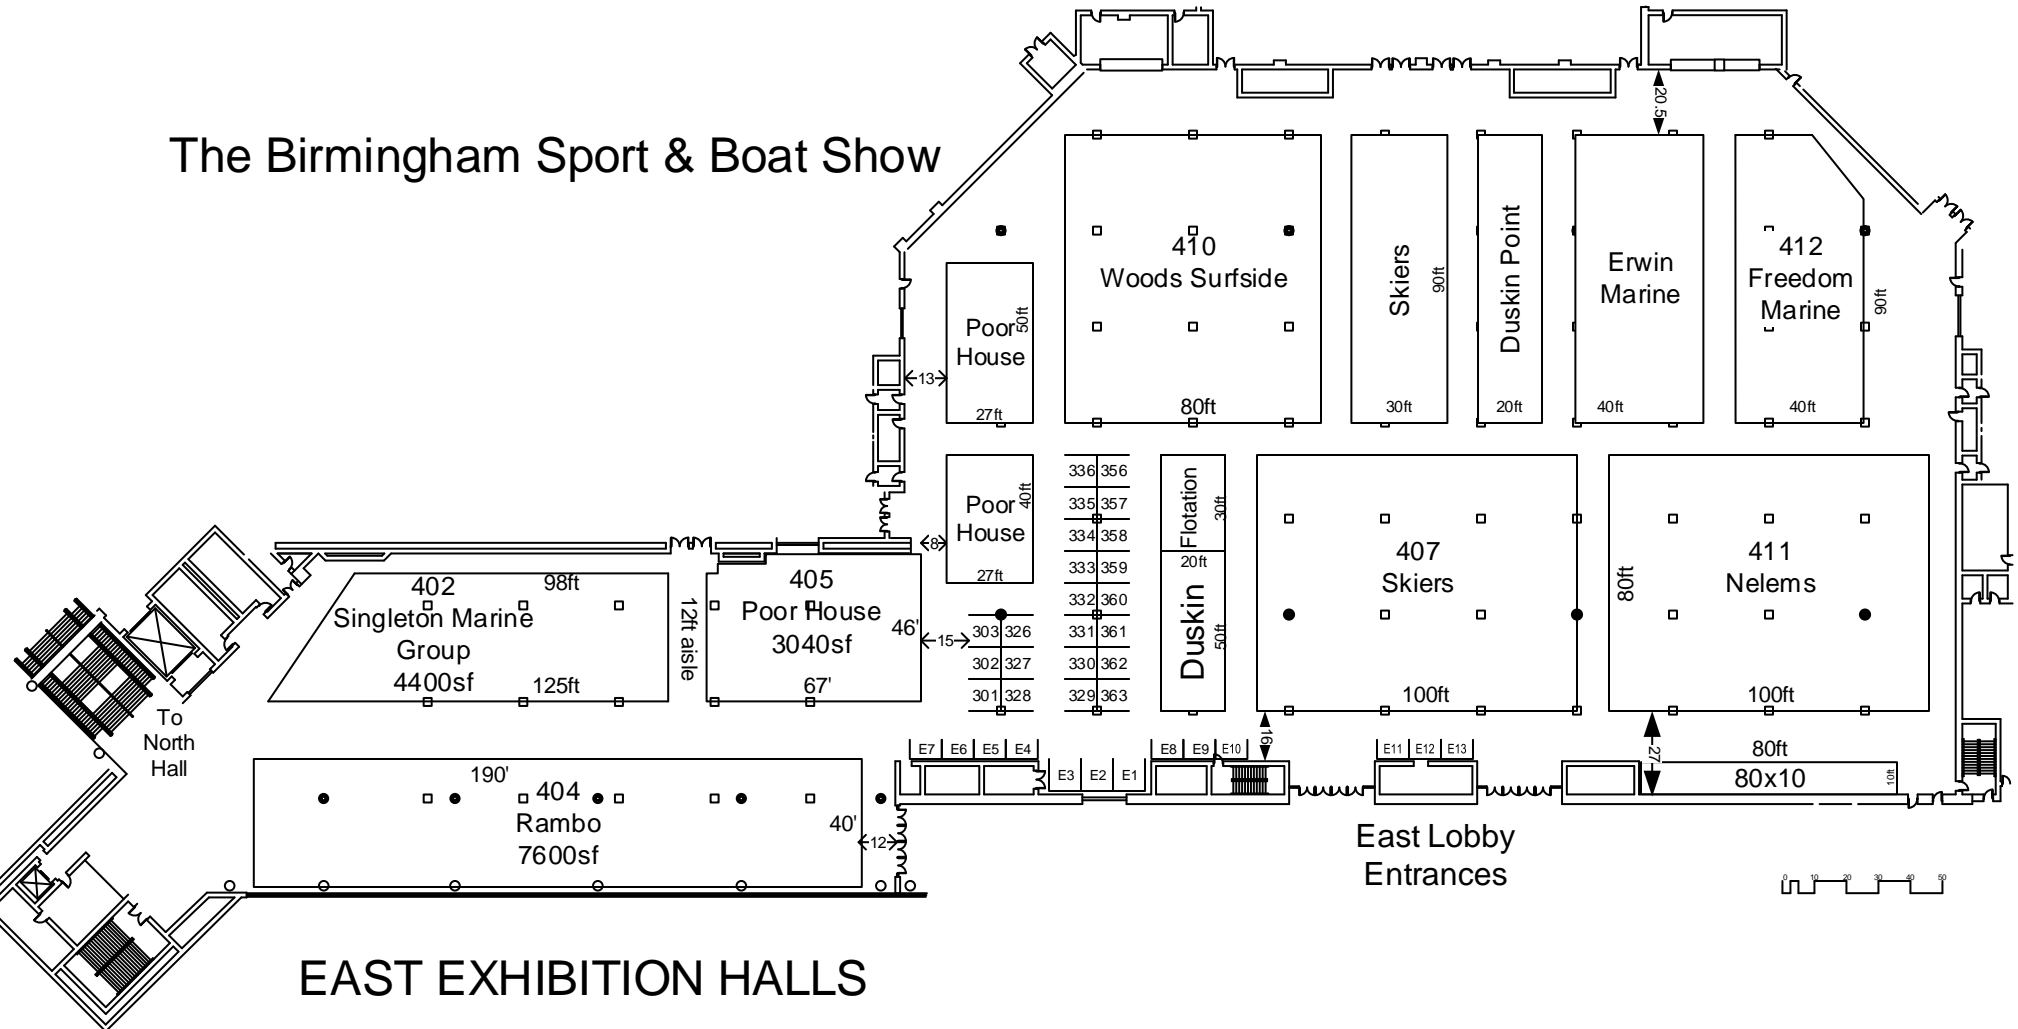 The Birmingham Sport & Boat Show
20.5
410
Woods Surfside
80ft
Skiers
90ft
30ft
Duskin Point
20ft
Erwin
Marine
40ft
412
Freedom
Marine
90ft
40ft
Poor
House
50ft
27ft
13
Poor
House
40ft
27ft
8
336 356
335 357
334 358
333 359
332 360
331 361
330 362
329 363
303 326
302 327
301 328
Flotation
30ft
20ft
Duskin
50ft
407
Skiers
100ft
411
Nelems
80ft
100ft
402
98ft
Singleton Marine
Group
4400sf
125ft
12ft aisle
405
Poor House
3040sf
46'
67'
15
To
North
Hall
E7 E6 E5 E4
E3 E2 E1
E8 E9 E10
E11 E12 E13
16
27
80ft
80x10
10ft
190'
404
Rambo
7600sf
40'
12
East Lobby
Entrances
0 10 20 30 40 50
EAST EXHIBITION HALLS